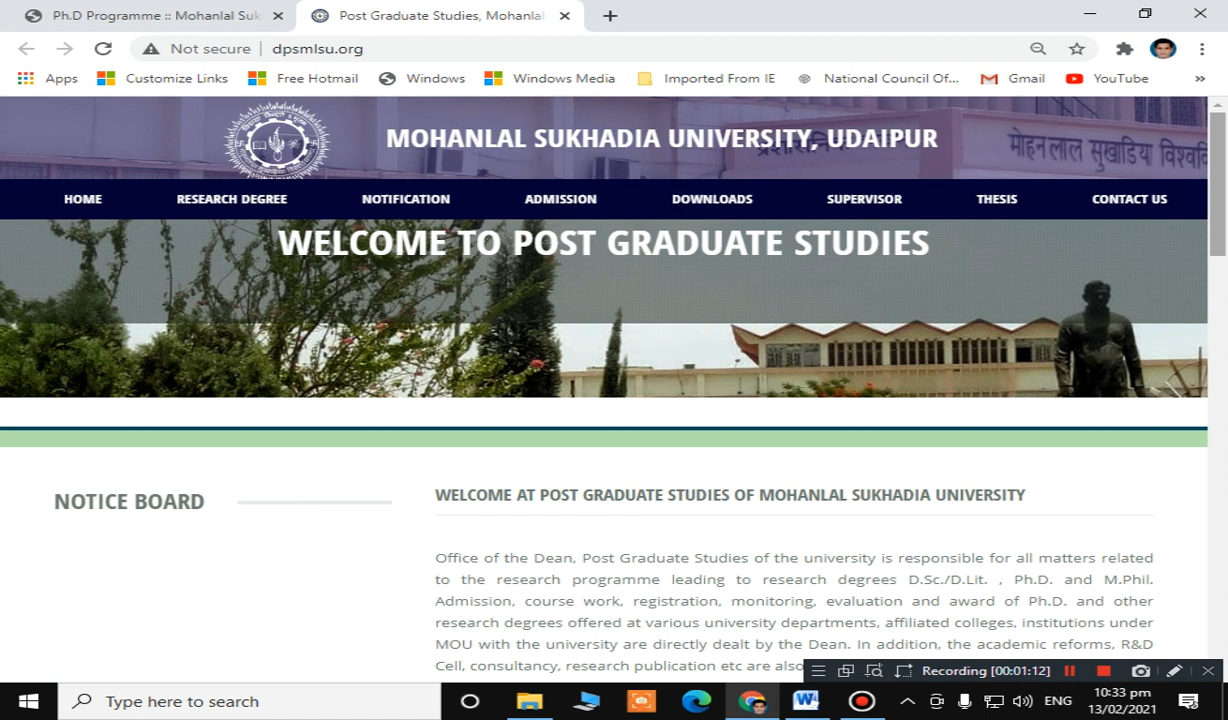 Ph.D Programme :: Mohanlal Suk
Post Graduate Studies, Mohanla
Not secure | dpsmlsu.org
Apps Customize Links Free Hotmail Windows Windows Media Imported From IE National Council Of... Gmail YouTube »
MOHANLAL SUKHADIA UNIVERSITY, UDAIPUR
मोहनलाल सुखाड़िया विश्ववि
HOME RESEARCH DEGREE NOTIFICATION ADMISSION DOWNLOADS SUPERVISOR THESIS CONTACT US
WELCOME TO POST GRADUATE STUDIES
NOTICE BOARD
WELCOME AT POST GRADUATE STUDIES OF MOHANLAL SUKHADIA UNIVERSITY
Office of the Dean, Post Graduate Studies of the university is responsible for all matters related
to the research programme leading to research degrees D.Sc./D.Lit. , Ph.D. and M.Phil.
Admission, course work, registration, monitoring, evaluation and award of Ph.D. and other
research degrees offered at various university departments, affiliated colleges, institutions under
MOU with the university are directly dealt by the Dean. In addition, the academic reforms, R&D
Cell, consultancy, research publication etc are also
Recording [00:01:12]
Type here to search
ENG
10:33 pm
13/02/2021